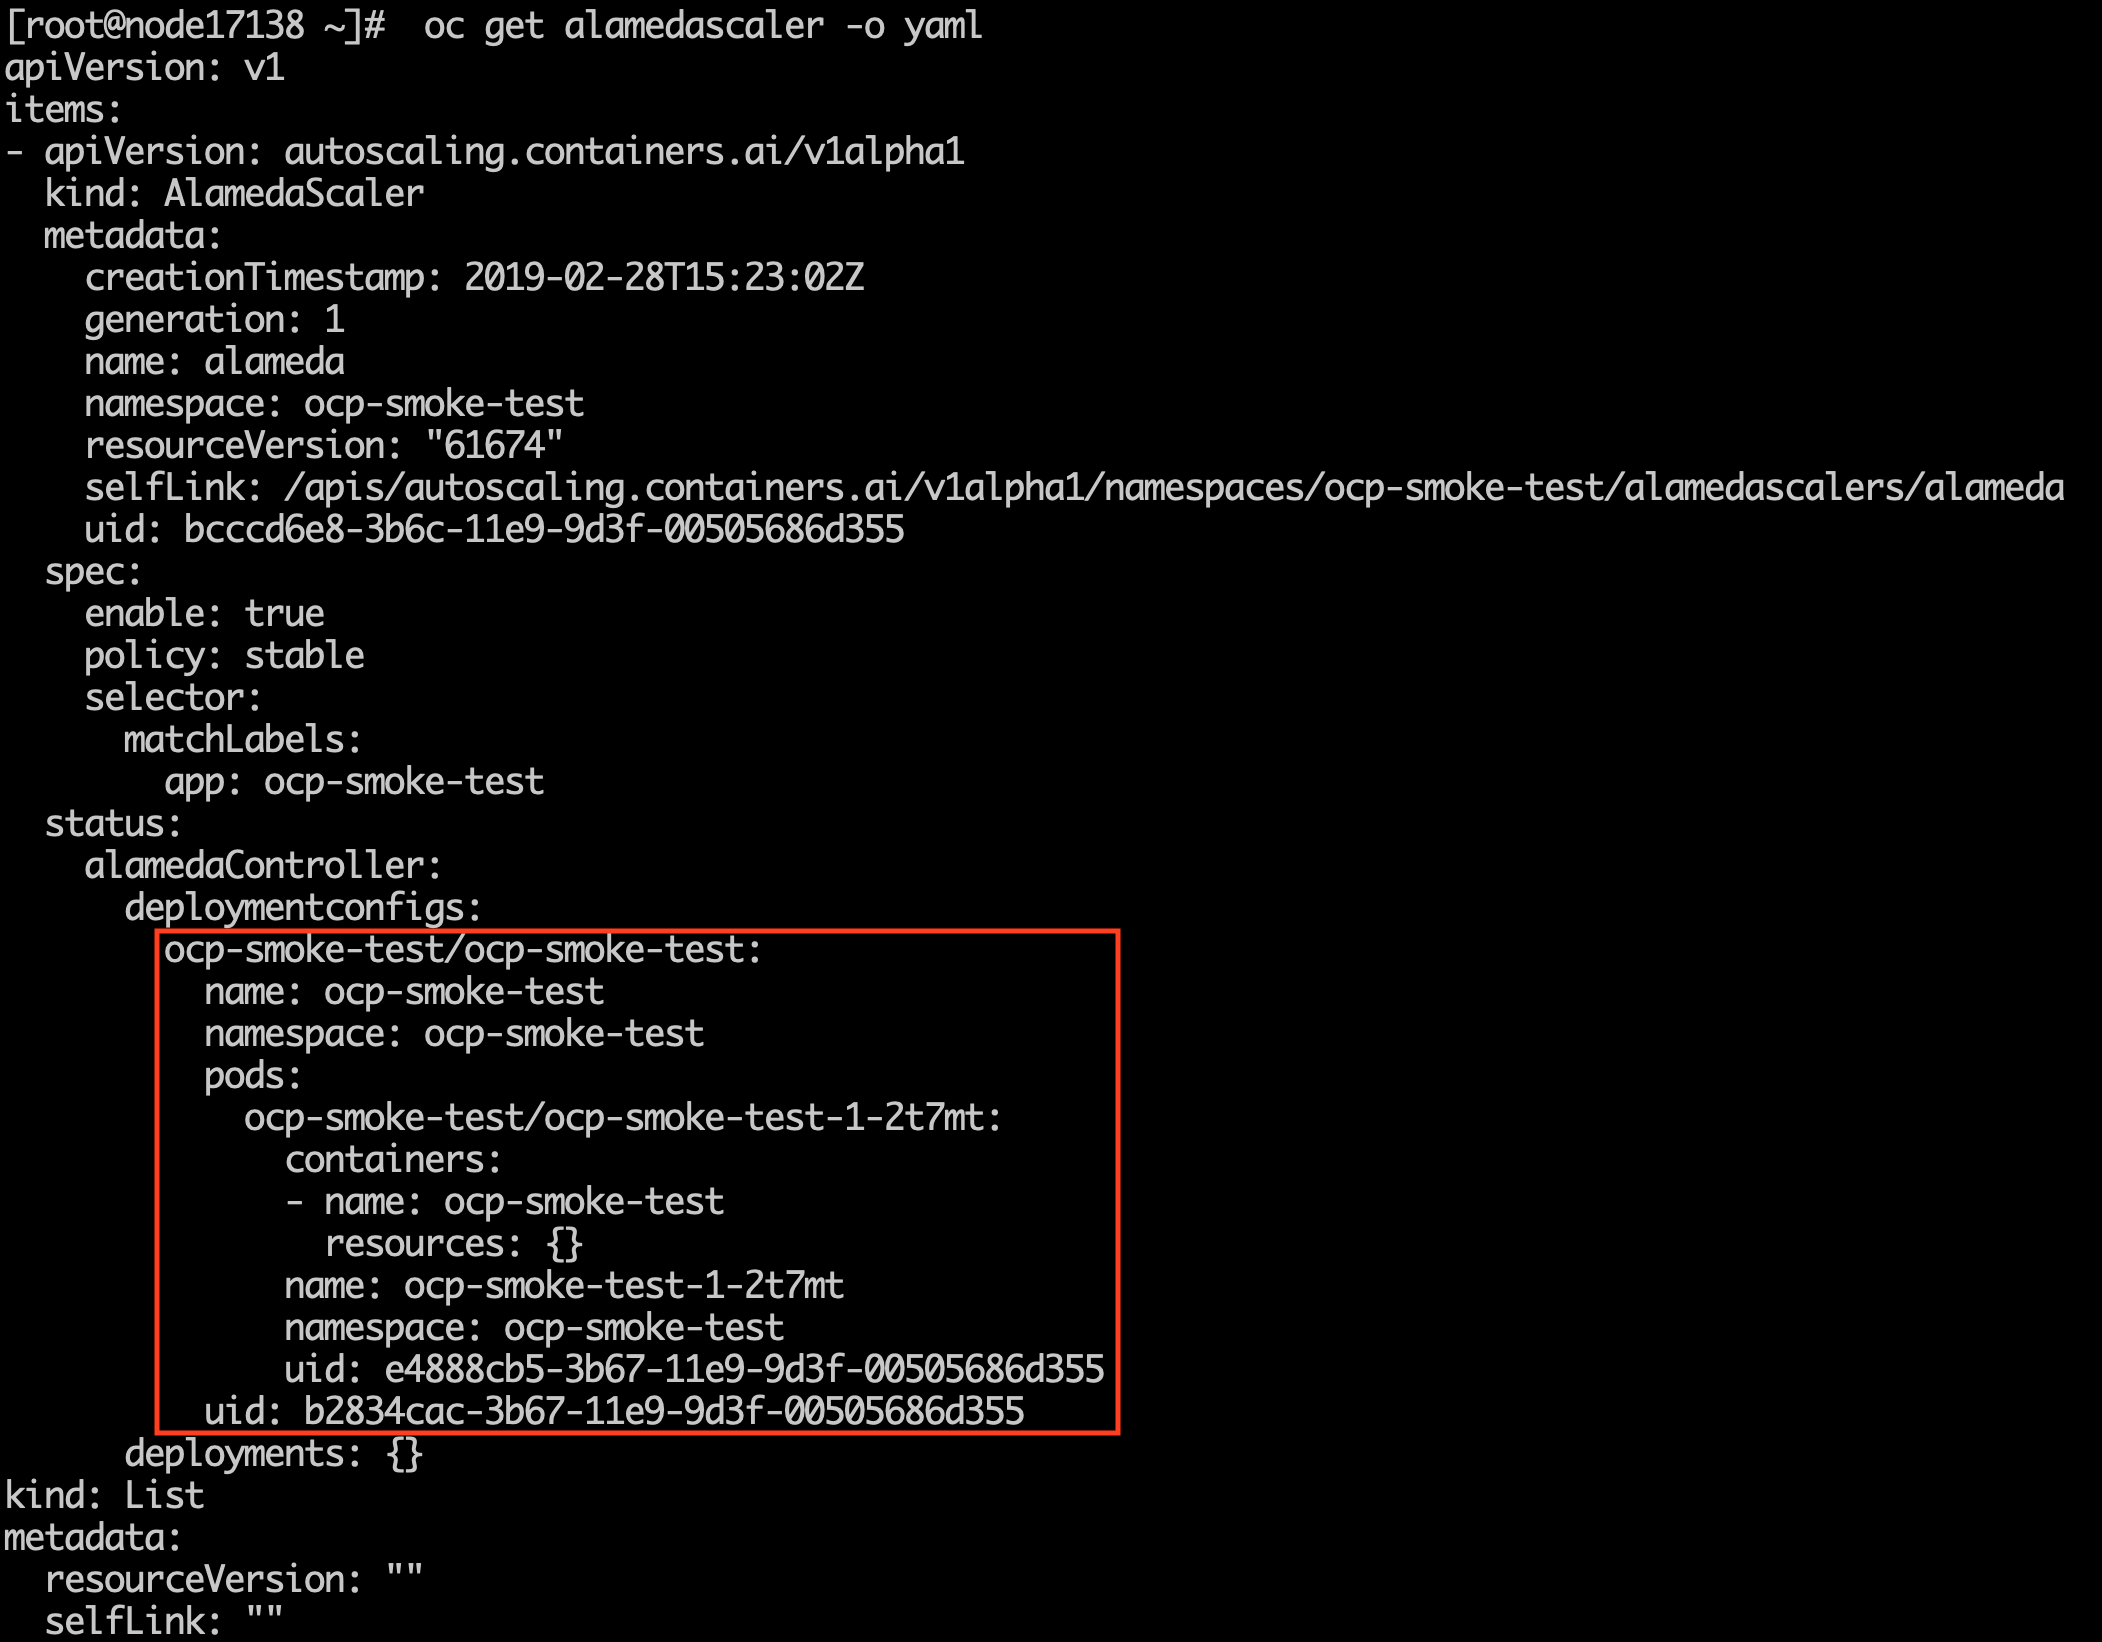 [root@node17138 ~]#  oc get alamedascaler -o yaml
apiVersion: v1
items:
- apiVersion: autoscaling.containers.ai/v1alpha1
  kind: AlamedaScaler
  metadata:
    creationTimestamp: 2019-02-28T15:23:02Z
    generation: 1
    name: alameda
    namespace: ocp-smoke-test
    resourceVersion: "61674"
    selfLink: /apis/autoscaling.containers.ai/v1alpha1/namespaces/ocp-smoke-test/alamedascalers/alameda
    uid: bcccd6e8-3b6c-11e9-9d3f-00505686d355
  spec:
    enable: true
    policy: stable
    selector:
      matchLabels:
        app: ocp-smoke-test
  status:
    alamedaController:
      deploymentconfigs:
        ocp-smoke-test/ocp-smoke-test:
          name: ocp-smoke-test
          namespace: ocp-smoke-test
          pods:
            ocp-smoke-test/ocp-smoke-test-1-2t7mt:
              containers:
              - name: ocp-smoke-test
                resources: {}
              name: ocp-smoke-test-1-2t7mt
              namespace: ocp-smoke-test
              uid: e4888cb5-3b67-11e9-9d3f-00505686d355
          uid: b2834cac-3b67-11e9-9d3f-00505686d355
      deployments: {}
kind: List
metadata:
  resourceVersion: ""
  selfLink: ""